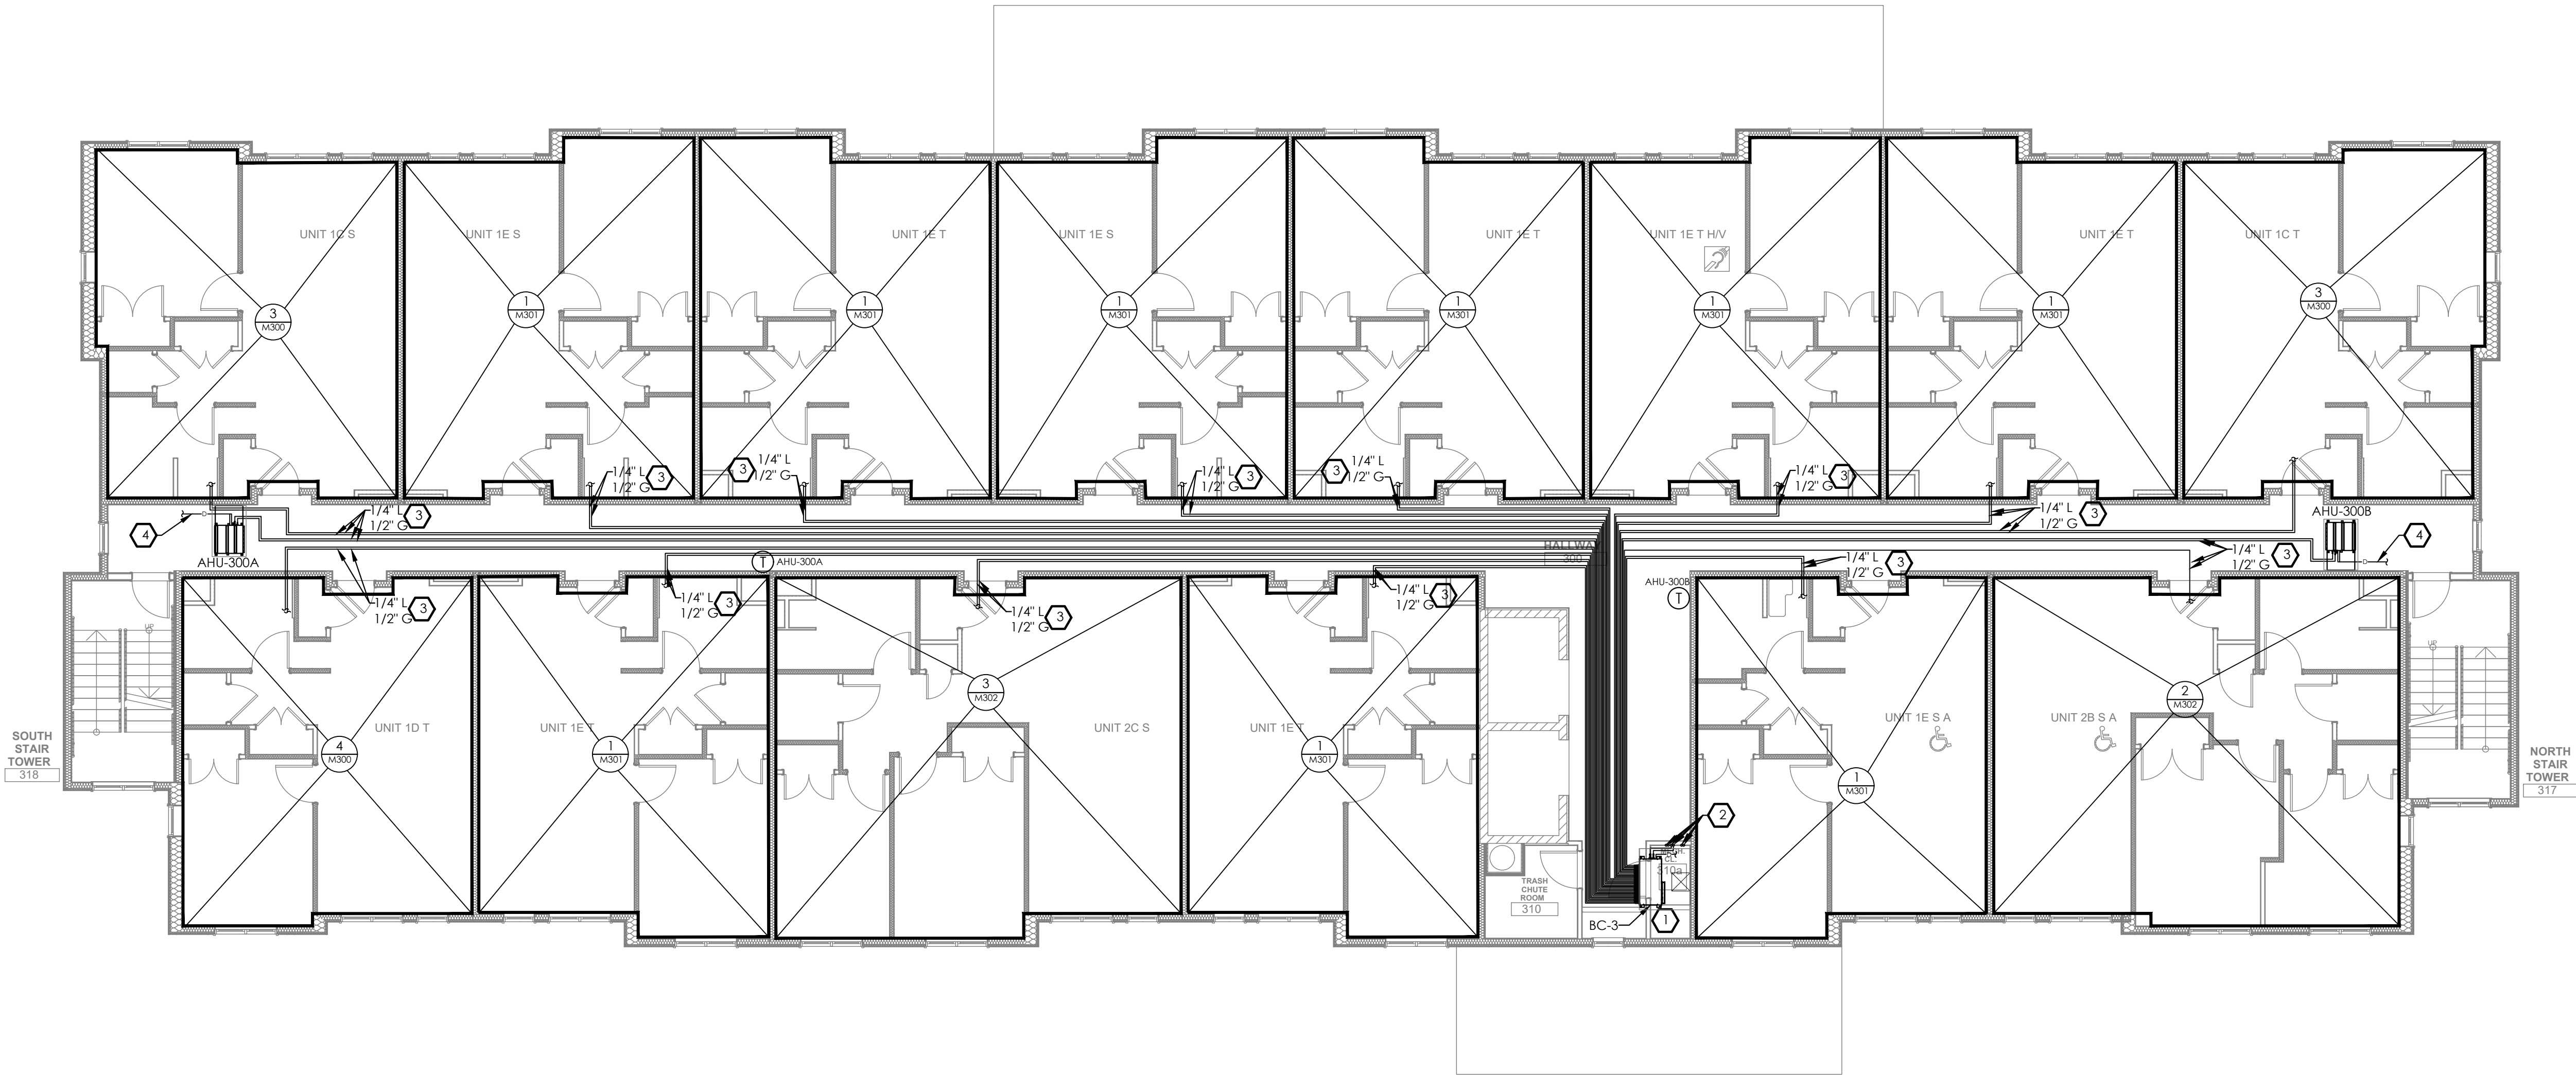 UNIT 1C S
UNIT 1E S
UNIT 1E T
UNIT 1E S
UNIT 1E T
UNIT 1E T H/V
UNIT 1E T
UNIT 1C T
3
M300
1
M301
1
M301
1
M301
1
M301
1
M301
1
M301
3
M300
1/4" L
1/2" G
3
3
1/4" L
1/2" G
1/4" L
1/2" G
3
3
1/4" L
1/2" G
1/4" L
1/2" G
3
1/4" L
1/2" G
3
1/4" L
1/2" G
3
4
AHU-300A
AHU-300B
4
HALLWAY
300
T
AHU-300A
AHU-300B
T
1/4" L
1/2" G
3
1/4" L
1/2" G
3
1/4" L
1/2" G
3
1/4" L
1/2" G
3
1/4" L
1/2" G
3
1/4" L
1/2" G
3
UP
UP
SOUTH
STAIR
TOWER
318
UNIT 1D T
4
M300
UNIT 1E T
1
M301
3
M302
UNIT 2C S
UNIT 1E T
1
M301
UNIT 1E S A
1
M301
UNIT 2B S A
2
M302
NORTH
STAIR
TOWER
317
2
CL.
310a
TRASH
CHUTE
ROOM
310
BC-3
1